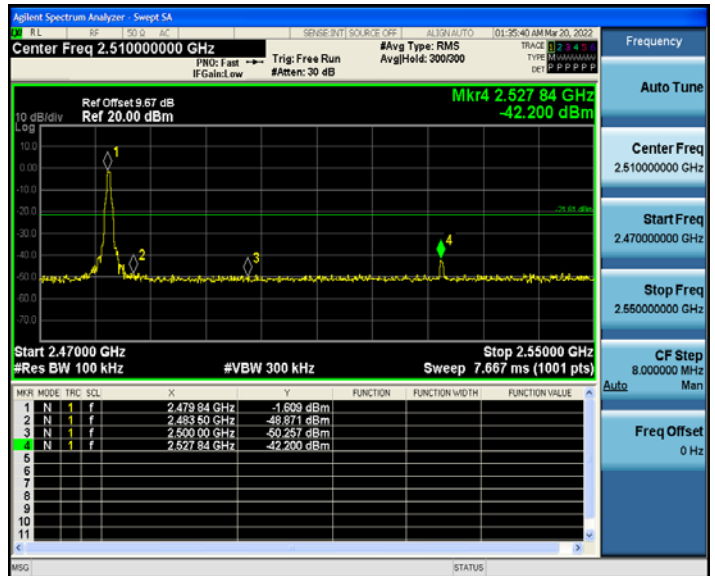 Agilent Spectrum Analyzer - Swept SA
RL RF 50 Ω AC SENSE:INT SOURCE OFF ALIGN AUTO 01:35:40 AM Mar 20, 2022
Center Freq 2.510000000 GHz
PNO: Fast
IFGain:Low
Trig: Free Run
#Atten: 30 dB
#Avg Type: RMS
Avg|Hold: 300/300
TRACE 1 2 3 4 5 6
TYPE M
DET P P P P P P
Frequency
Auto Tune
Center Freq
2.510000000 GHz
Start Freq
2.470000000 GHz
Stop Freq
2.550000000 GHz
CF Step
8.000000 MHz
Auto Man
Freq Offset
0 Hz
Mkr4 2.527 84 GHz
-42.200 dBm
Ref Offset 9.67 dB
10 dB/div Ref 20.00 dBm
Log
10.0
0.00
-10.0
-20.0
-30.0
-40.0
-50.0
-60.0
-70.0
1
2
3
4
-21.61 dBm
Start 2.47000 GHz Stop 2.55000 GHz
#Res BW 100 kHz #VBW 300 kHz Sweep 7.667 ms (1001 pts)
MKR MODE TRC SCL X Y FUNCTION FUNCTION WIDTH FUNCTION VALUE
1 N 1 f 2.479 84 GHz -1.609 dBm
2 N 1 f 2.483 50 GHz -48.871 dBm
3 N 1 f 2.500 00 GHz -50.257 dBm
4 N 1 f 2.527 84 GHz -42.200 dBm
5
6
7
8
9
10
11
MSG STATUS